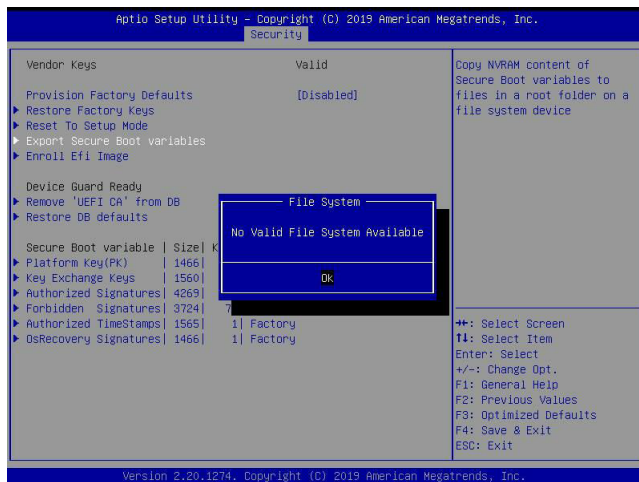 Aptio Setup Utility – Copyright (C) 2019 American Megatrends, Inc.
Security
Vendor Keys Valid
Provision Factory Defaults [Disabled]
Restore Factory Keys
Reset To Setup Mode
Export Secure Boot variables
Enroll Efi Image
Device Guard Ready
Remove 'UEFI CA' from DB
Restore DB defaults
Secure Boot variable | Size| K
Platform Key(PK) | 1466|
Key Exchange Keys | 1560|
Authorized Signatures| 4269|
Forbidden Signatures| 3724| 7
Authorized TimeStamps| 1565| 1| Factory
OsRecovery Signatures| 1466| 1| Factory
File System
No Valid File System Available
Ok
Copy NVRAM content of
Secure Boot variables to
files in a root folder on a
file system device
→←: Select Screen
↑↓: Select Item
Enter: Select
+/-: Change Opt.
F1: General Help
F2: Previous Values
F3: Optimized Defaults
F4: Save & Exit
ESC: Exit
Version 2.20.1274. Copyright (C) 2019 American Megatrends, Inc.